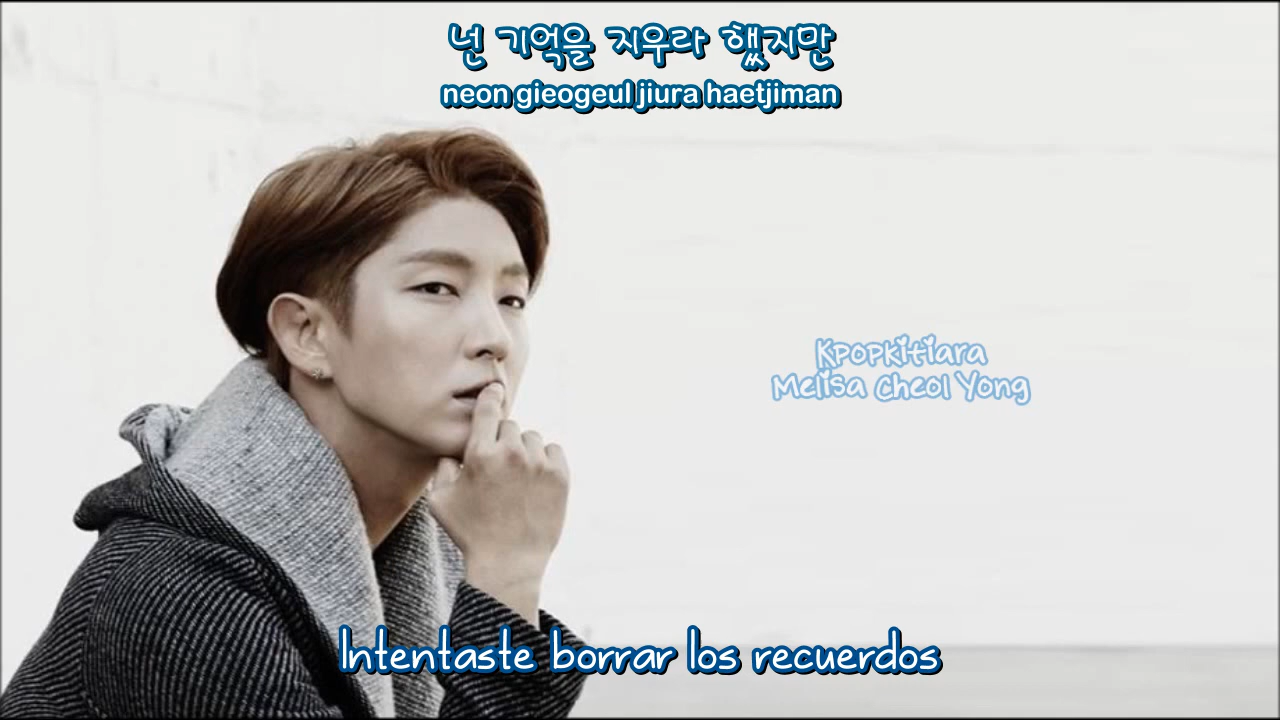 넌 기억을 지우라 했지만
neon gieogeul jiura haetjiman
Kpopkitiara
Melisa Cheol Yong
Intentaste borrar los recuerdos